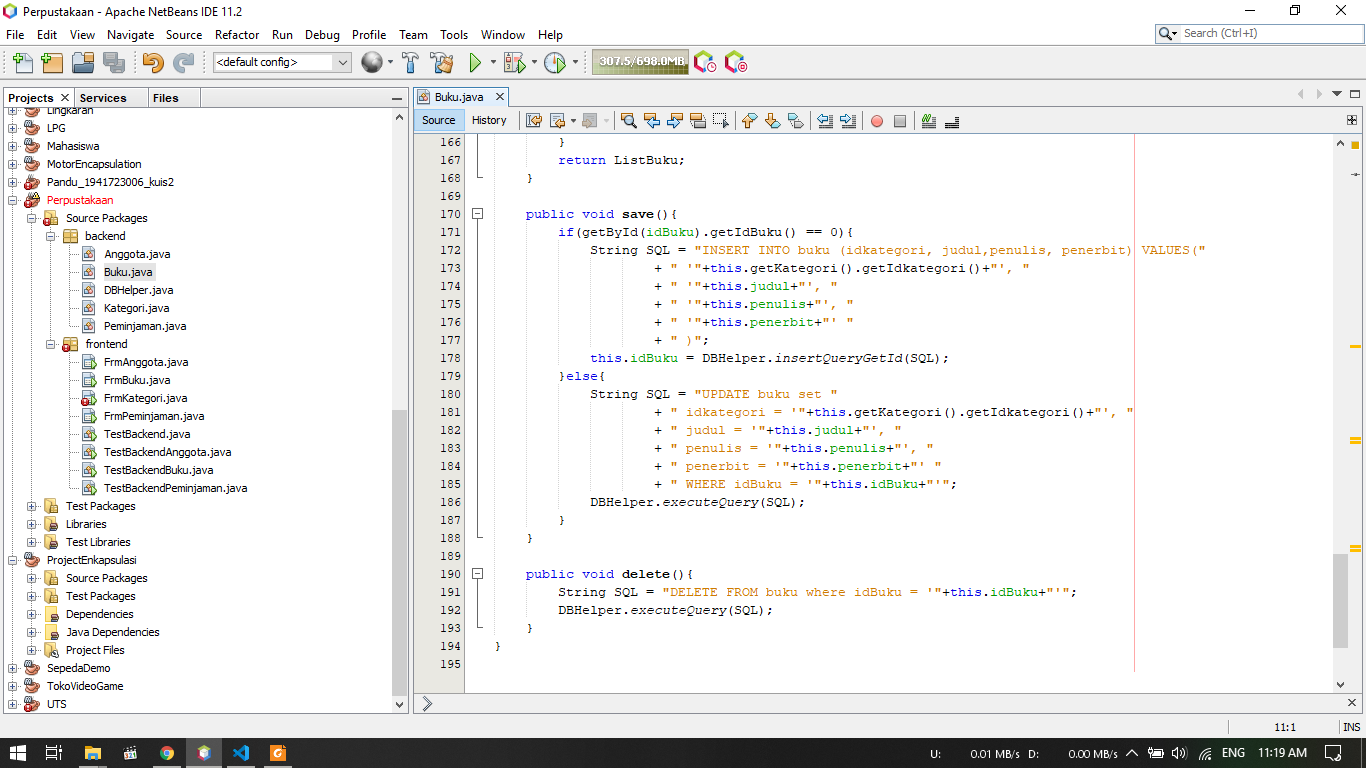 Perpustakaan - Apache NetBeans IDE 11.2
File Edit View Navigate Source Refactor Run Debug Profile Team Tools Window Help
Search (Ctrl+I)
<default config>
307.5/698.0MB
Projects Services Files
Lingkaran
LPG
Mahasiswa
MotorEncapsulation
Pandu_1941723006_kuis2
Perpustakaan
Source Packages
backend
Anggota.java
Buku.java
DBHelper.java
Kategori.java
Peminjaman.java
frontend
FrmAnggota.java
FrmBuku.java
FrmKategori.java
FrmPeminjaman.java
TestBackend.java
TestBackendAnggota.java
TestBackendBuku.java
TestBackendPeminjaman.java
Test Packages
Libraries
Test Libraries
ProjectEnkapsulasi
Source Packages
Test Packages
Dependencies
Java Dependencies
Project Files
SepedaDemo
TokoVideoGame
UTS
Buku.java
Source History
166 }
167 return ListBuku;
168 }
169
170 public void save(){
171 if(getById(idBuku).getIdBuku() == 0){
172 String SQL = "INSERT INTO buku (idkategori, judul,penulis, penerbit) VALUES("
173 + " '"+this.getKategori().getIdkategori()+"', "
174 + " '"+this.judul+"', "
175 + " '"+this.penulis+"', "
176 + " '"+this.penerbit+"' "
177 + " )";
178 this.idBuku = DBHelper.insertQueryGetId(SQL);
179 }else{
180 String SQL = "UPDATE buku set "
181 + " idkategori = '"+this.getKategori().getIdkategori()+"', "
182 + " judul = '"+this.judul+"', "
183 + " penulis = '"+this.penulis+"', "
184 + " penerbit = '"+this.penerbit+"' "
185 + " WHERE idBuku = '"+this.idBuku+"'";
186 DBHelper.executeQuery(SQL);
187 }
188 }
189
190 public void delete(){
191 String SQL = "DELETE FROM buku where idBuku = '"+this.idBuku+"'";
192 DBHelper.executeQuery(SQL);
193 }
194 }
195
11:1 INS
U: 0.01 MB/s D: 0.00 MB/s ENG 11:19 AM